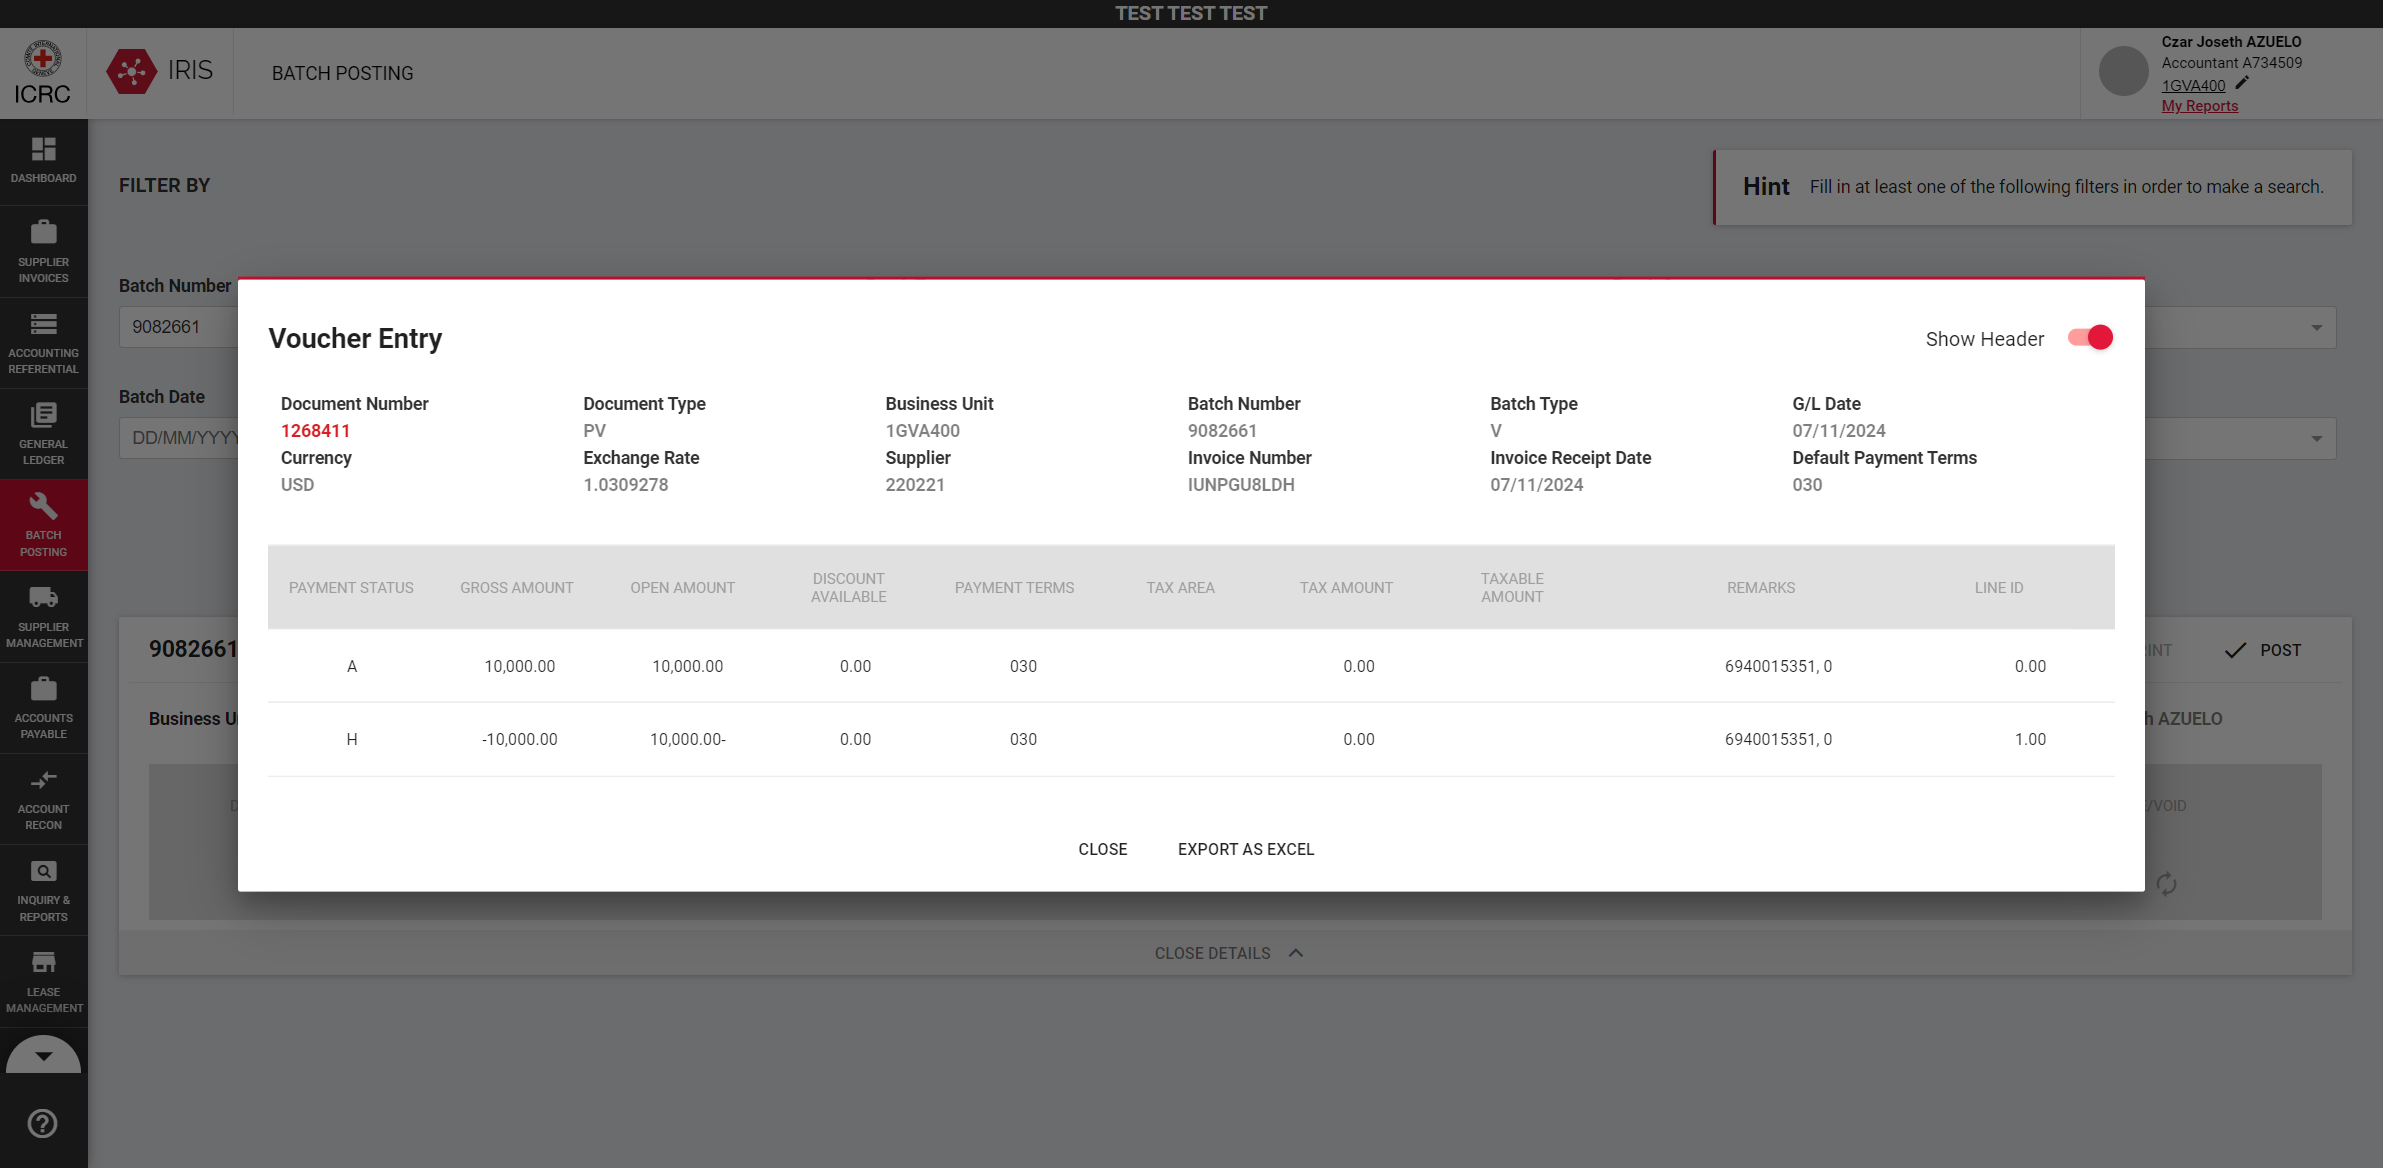 TEST TEST TEST
ICRC
IRIS
BATCH POSTING
Czar Joseth AZUELO
Accountant A734509
1GVA400
My Reports
DASHBOARD
SUPPLIER
INVOICES
ACCOUNTING
REFERENTIAL
GENERAL
LEDGER
BATCH
POSTING
SUPPLIER
MANAGEMENT
ACCOUNTS
PAYABLE
ACCOUNT
RECON
INQUIRY &
REPORTS
LEASE
MANAGEMENT
FILTER BY
Hint Fill in at least one of the following filters in order to make a search.
Batch Number
9082661
Batch Date
DD/MM/YYYY
Voucher Entry
Show Header
Document Number Document Type Business Unit Batch Number Batch Type G/L Date
1268411 PV 1GVA400 9082661 V 07/11/2024
Currency Exchange Rate Supplier Invoice Number Invoice Receipt Date Default Payment Terms
USD 1.0309278 220221 IUNPGU8LDH 07/11/2024 030
PAYMENT STATUS GROSS AMOUNT OPEN AMOUNT DISCOUNT AVAILABLE PAYMENT TERMS TAX AREA TAX AMOUNT TAXABLE AMOUNT REMARKS LINE ID
A 10,000.00 10,000.00 0.00 030 0.00 6940015351, 0 0.00
H -10,000.00 10,000.00- 0.00 030 0.00 6940015351, 0 1.00
CLOSE EXPORT AS EXCEL
9082661
POST
Business U
AZUELO
/VOID
CLOSE DETAILS